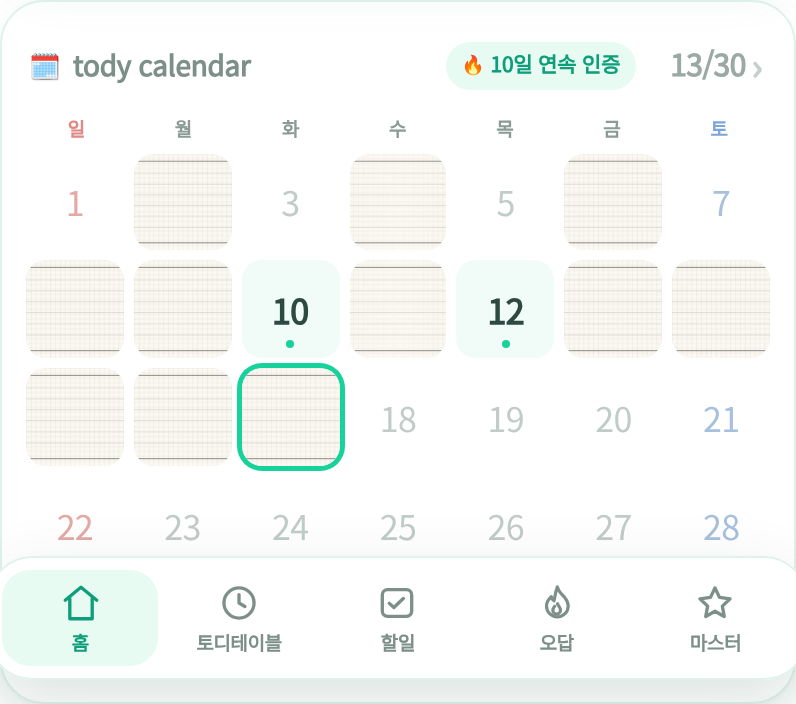 tody calendar 🔥 10일 연속 인증 13/30 ›
일 월 화 수 목 금 토
1 3 5 7
10 12
18 19 20 21
22 23 24 25 26 27 28
홈 토디테이블 할일 오답 마스터